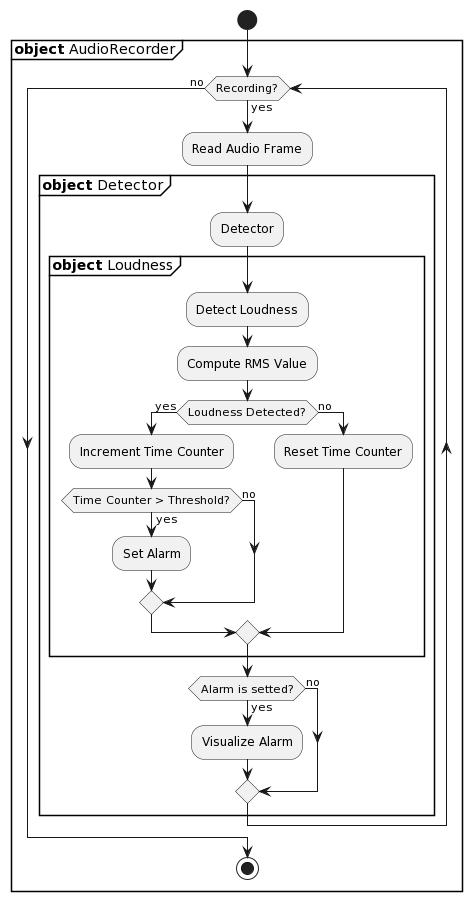 object AudioRecorder
no
Recording?
yes
Read Audio Frame
object Detector
Detector
object Loudness
Detect Loudness
Compute RMS Value
yes
Loudness Detected?
no
Increment Time Counter
Reset Time Counter
Time Counter > Threshold?
no
yes
Set Alarm
Alarm is setted?
no
yes
Visualize Alarm